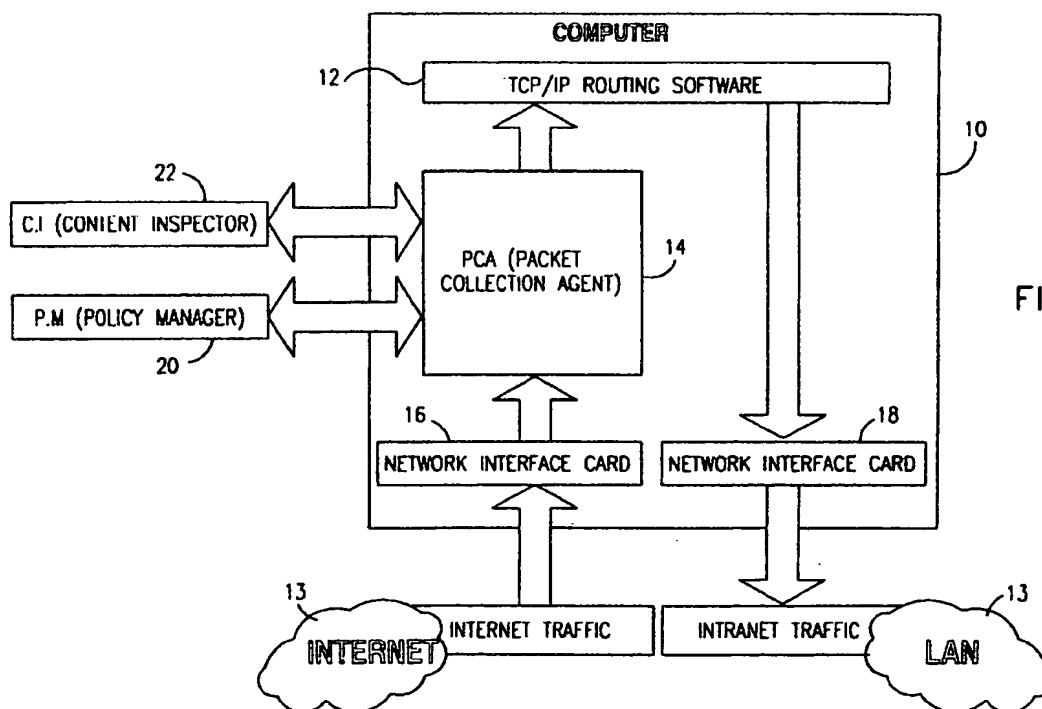 COMPUTER
12
TCP/IP ROUTING SOFTWARE
10
22
C.I (CONTENT INSPECTOR)
PCA (PACKET
COLLECTION AGENT)
14
P.M (POLICY MANAGER)
20
FI
16
18
NETWORK INTERFACE CARD
NETWORK INTERFACE CARD
13
13
INTERNET TRAFFIC
INTRANET TRAFFIC
INTERNET
LAN